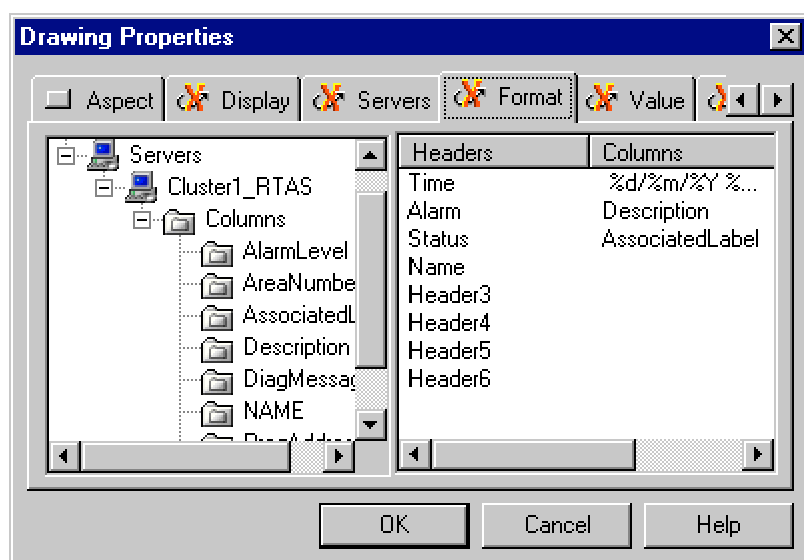 Drawing Properties
Aspect Display Servers Format Value
Servers
Cluster1_RTAS
Columns
AlarmLevel
AreaNumbe
AssociatedL
Description
DiagMessag
NAME
Headers Columns
Time %d/%m/%Y %...
Alarm Description
Status AssociatedLabel
Name
Header3
Header4
Header5
Header6
OK Cancel Help